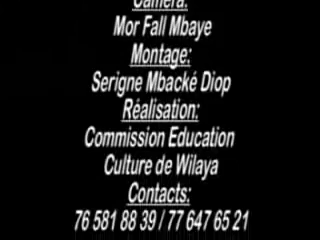 Caméra:
Mor Fall Mbaye
Montage:
Serigne Mbacké Diop
Réalisation:
Commission Education
Culture de Wilaya
Contacts:
76 581 88 39 / 77 647 65 21